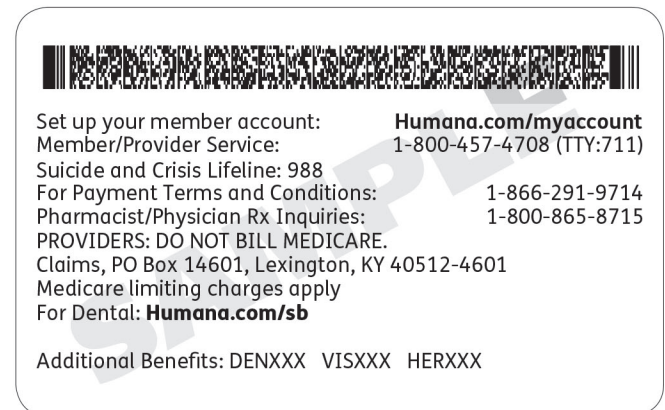 Set up your member account: Humana.com/myaccount
Member/Provider Service: 1-800-457-4708 (TTY:711)
Suicide and Crisis Lifeline: 988
For Payment Terms and Conditions: 1-866-291-9714
Pharmacist/Physician Rx Inquiries: 1-800-865-8715
PROVIDERS: DO NOT BILL MEDICARE.
Claims, PO Box 14601, Lexington, KY 40512-4601
Medicare limiting charges apply
For Dental: Humana.com/sb
Additional Benefits: DENXXX VISXXX HERXXX
SAMPLE